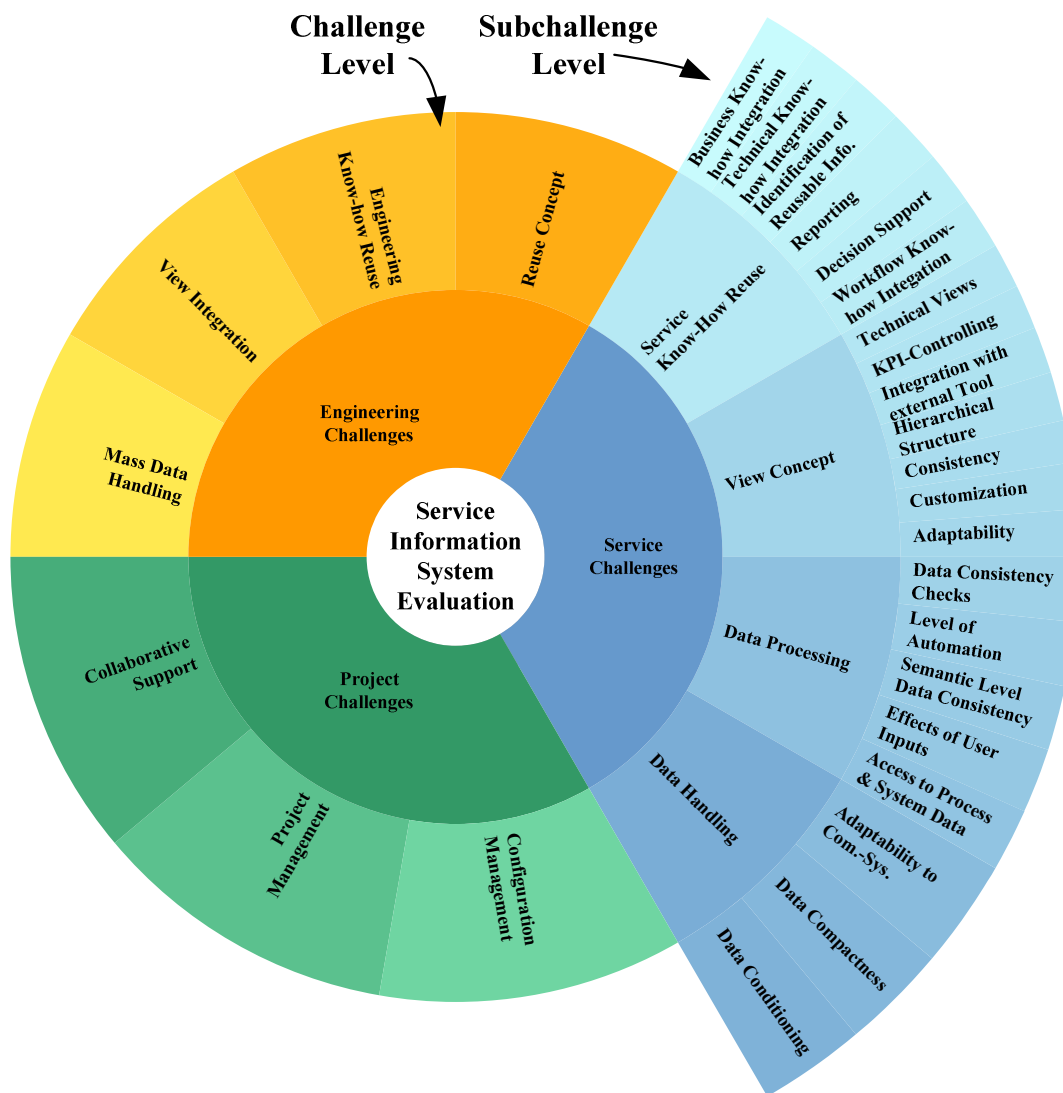 Challenge
Level
Subchallenge
Level
Service
Information
System
Evaluation
Engineering
Challenges
Mass Data
Handling
View Integration
Engineering
Know-how Reuse
Reuse Concept
Service
Challenges
Service
Know-How Reuse
Business Know-
how Integration
Technical Know-
how Integration
Identification of
Reusable Info.
Reporting
Decision Support
Workflow Know-
how Integation
View Concept
Technical Views
KPI-Controlling
Integration with
external Tool
Hierarchical
Structure
Consistency
Customization
Adaptability
Data Processing
Data Consistency
Checks
Level of
Automation
Semantic Level
Data Consistency
Effects of User
Inputs
Access to Process
& System Data
Data Handling
Adaptability to
Com.-Sys.
Data Compactness
Data Conditioning
Project
Challenges
Configuration
Management
Project
Management
Collaborative
Support